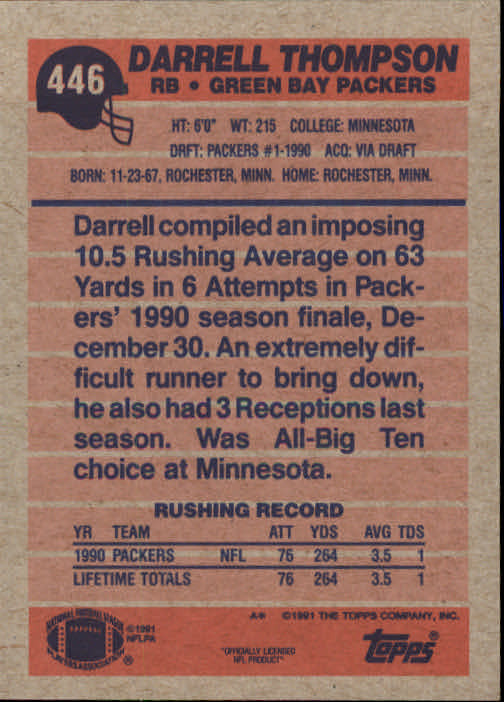 446
DARRELL THOMPSON
RB • GREEN BAY PACKERS
HT: 6'0" WT: 215 COLLEGE: MINNESOTA
DRFT: PACKERS #1-1990 ACQ: VIA DRAFT
BORN: 11-23-67, ROCHESTER, MINN. HOME: ROCHESTER, MINN.
Darrell compiled an imposing
10.5 Rushing Average on 63
Yards in 6 Attempts in Pack-
ers' 1990 season finale, De-
cember 30. An extremely dif-
ficult runner to bring down,
he also had 3 Receptions last
season. Was All-Big Ten
choice at Minnesota.
RUSHING RECORD
YR TEAM ATT YDS AVG TDS
1990 PACKERS NFL 76 264 3.5 1
LIFETIME TOTALS 76 264 3.5 1
A* ©1991 THE TOPPS COMPANY, INC.
NATIONAL FOOTBALL LEAGUE
PLAYERS ASSOCIATION ®
©1991
NFLPA
"OFFICIALLY LICENSED
NFL PRODUCT"
topps®